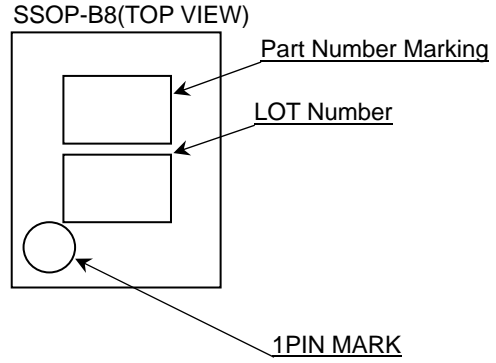 SSOP-B8(TOP VIEW)
Part Number Marking
LOT Number
1PIN MARK